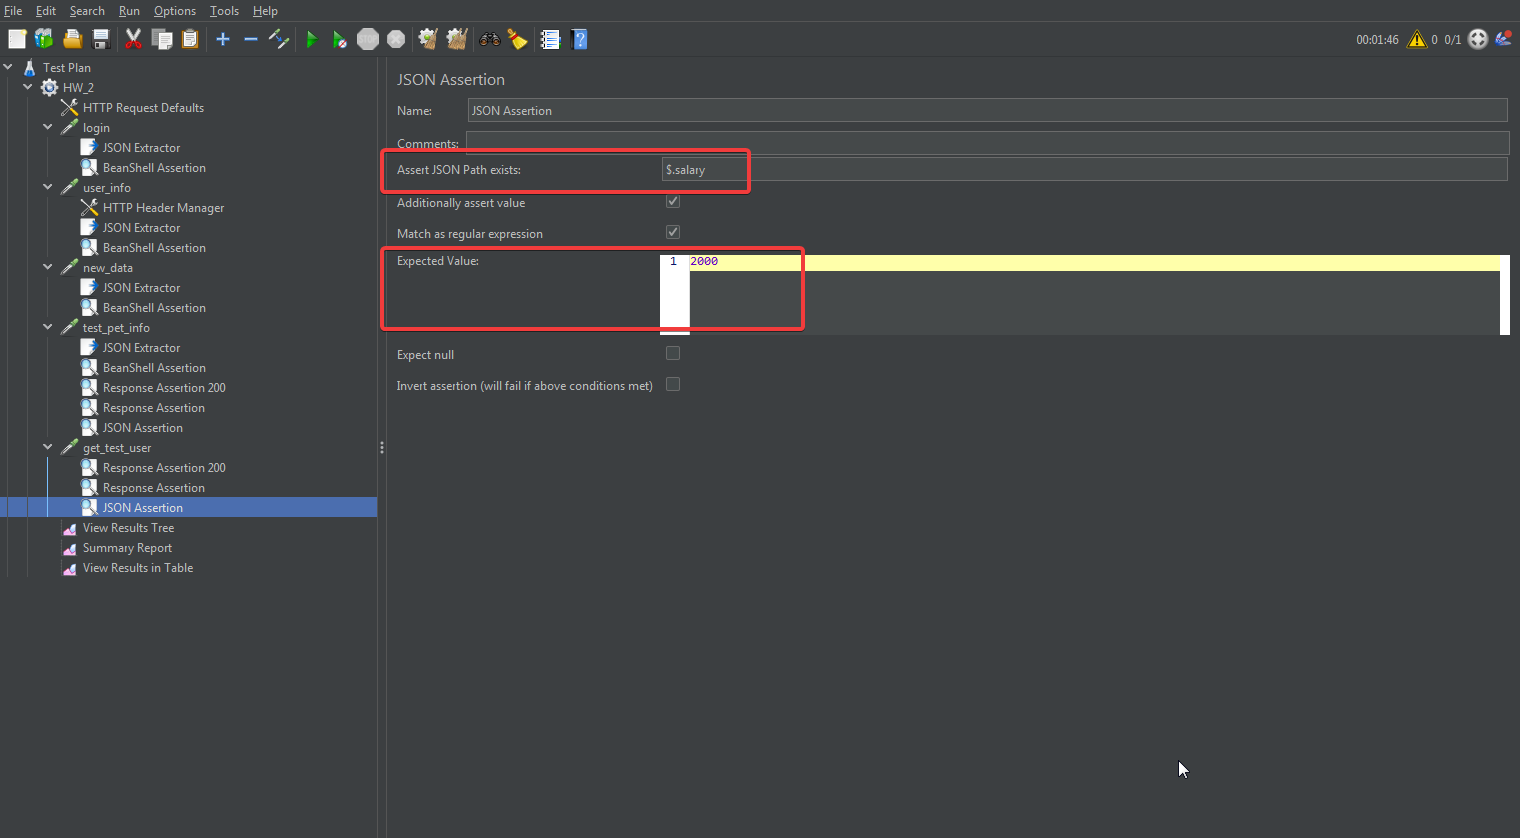 File Edit Search Run Options Tools Help
00:01:46 0 0/1
Test Plan
HW_2
HTTP Request Defaults
login
JSON Extractor
BeanShell Assertion
user_info
HTTP Header Manager
JSON Extractor
BeanShell Assertion
new_data
JSON Extractor
BeanShell Assertion
test_pet_info
JSON Extractor
BeanShell Assertion
Response Assertion 200
Response Assertion
JSON Assertion
get_test_user
Response Assertion 200
Response Assertion
JSON Assertion
View Results Tree
Summary Report
View Results in Table
JSON Assertion
Name: JSON Assertion
Comments:
Assert JSON Path exists: $.salary
Additionally assert value
Match as regular expression
Expected Value: 1 2000
Expect null
Invert assertion (will fail if above conditions met)